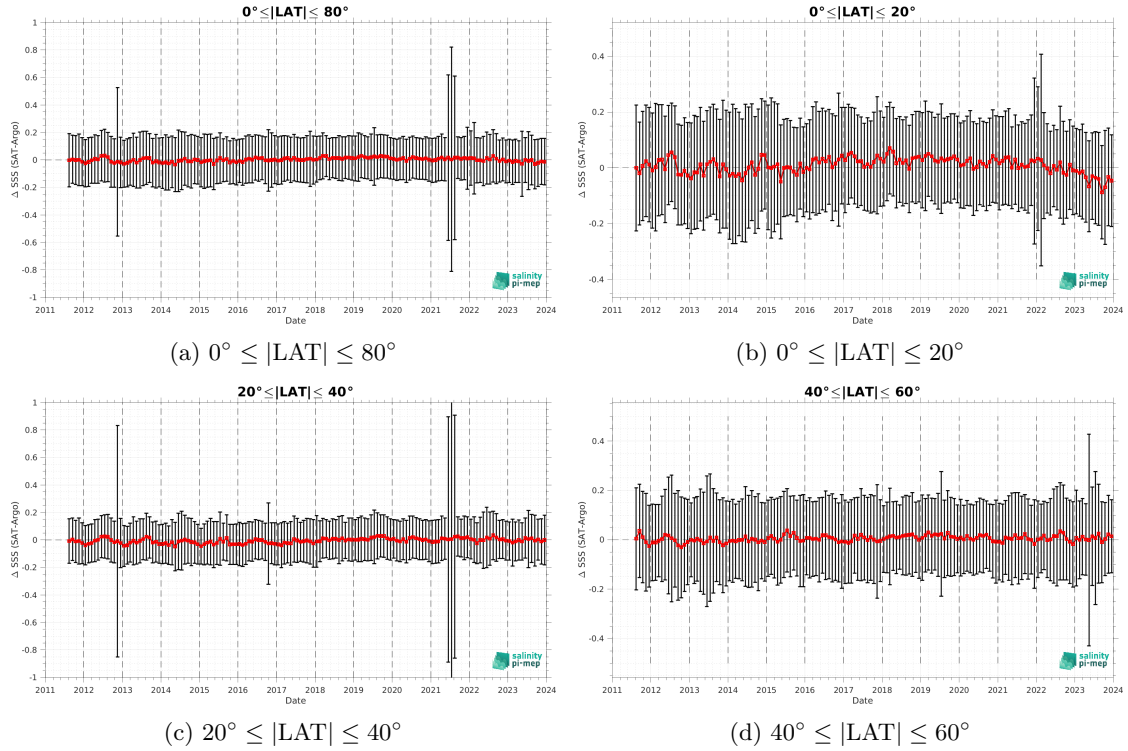 0°≤|LAT|≤ 80°
Δ SSS (SAT-Argo)
1
0.8
0.6
0.4
0.2
0
-0.2
-0.4
-0.6
-0.8
-1
2011 2012 2013 2014 2015 2016 2017 2018 2019 2020 2021 2022 2023 2024
Date
salinity
pi-mep
(a) 0° ≤ |LAT| ≤ 80°
0°≤|LAT|≤ 20°
Δ SSS (SAT-Argo)
0.4
0.2
0
-0.2
-0.4
2011 2012 2013 2014 2015 2016 2017 2018 2019 2020 2021 2022 2023 2024
Date
salinity
pi-mep
(b) 0° ≤ |LAT| ≤ 20°
20°≤|LAT|≤ 40°
Δ SSS (SAT-Argo)
1
0.8
0.6
0.4
0.2
0
-0.2
-0.4
-0.6
-0.8
-1
2011 2012 2013 2014 2015 2016 2017 2018 2019 2020 2021 2022 2023 2024
Date
salinity
pi-mep
(c) 20° ≤ |LAT| ≤ 40°
40°≤|LAT|≤ 60°
Δ SSS (SAT-Argo)
0.4
0.2
0
-0.2
-0.4
2011 2012 2013 2014 2015 2016 2017 2018 2019 2020 2021 2022 2023 2024
Date
salinity
pi-mep
(d) 40° ≤ |LAT| ≤ 60°